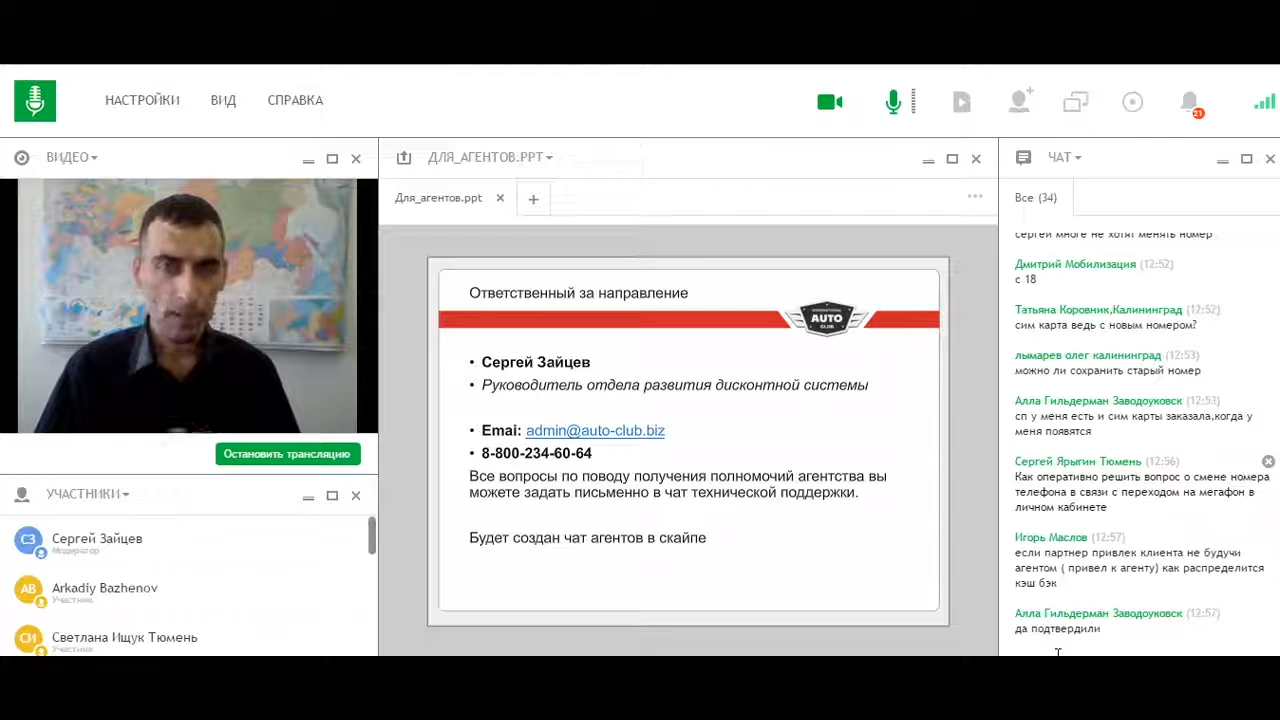 НАСТРОЙКИ ВИД СПРАВКА
21
ВИДЕО
Остановить трансляцию
УЧАСТНИКИ
СЗ Сергей Зайцев
Модератор
AB Arkadiy Bazhenov
Участник
СИ Светлана Ищук Тюмень
Участник
ДЛЯ_АГЕНТОВ.PPT
Для_агентов.ppt
Ответственный за направление
INTERNATIONAL
AUTO
CLUB
• Сергей Зайцев
• Руководитель отдела развития дисконтной системы
• Emai: admin@auto-club.biz
• 8-800-234-60-64
Все вопросы по поводу получения полномочий агентства вы
можете задать письменно в чат технической поддержки.
Будет создан чат агентов в скайпе
ЧАТ
Все (34)
сергей многе не хотят менять номер
Дмитрий Мобилизация (12:52)
с 18
Татьяна Коровник,Калининград (12:52)
сим карта ведь с новым номером?
лымарев олег калининград (12:53)
можно ли сохранить старый номер
Алла Гильдерман Заводоуковск (12:53)
сп у меня есть и сим карты заказала,когда у
меня появятся
Сергей Ярыгин Тюмень (12:56)
Как оперативно решить вопрос о смене номера
телефона в связи с переходом на мегафон в
личном кабинете
Игорь Маслов (12:57)
если партнер привлек клиента не будучи
агентом ( привел к агенту) как распределится
кэш бэк
Алла Гильдерман Заводоуковск (12:57)
да подтвердили